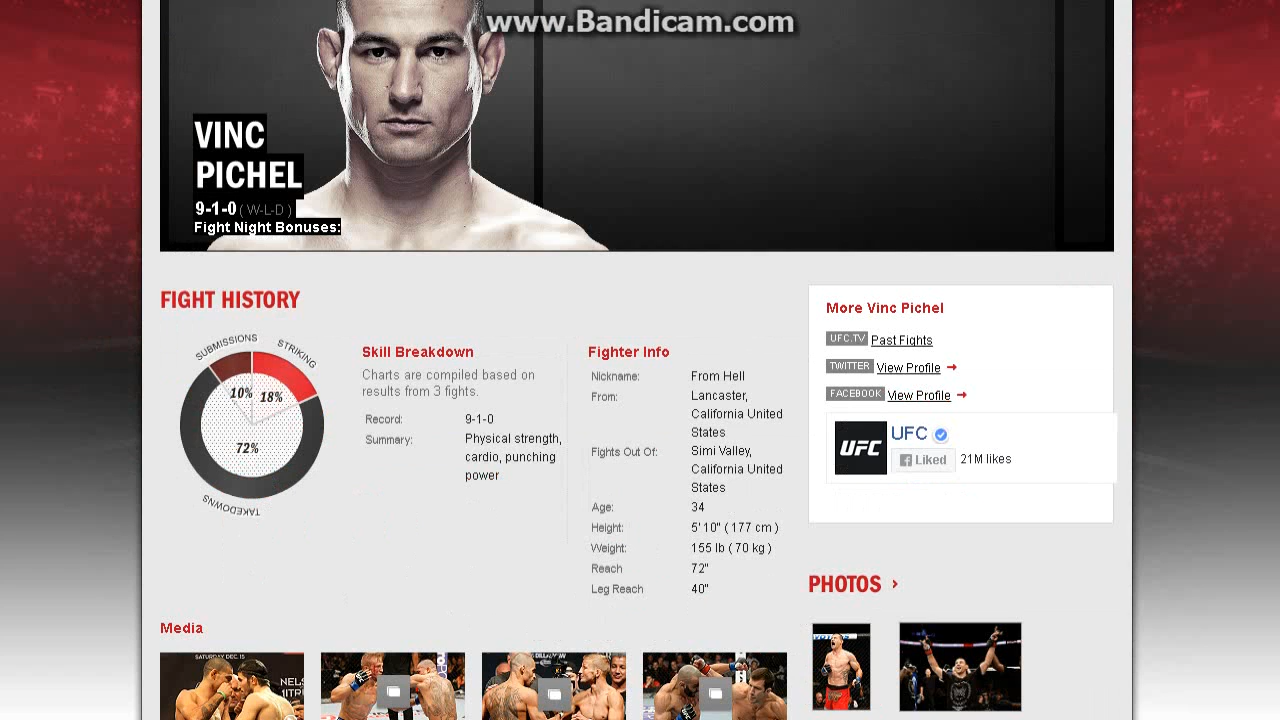 www.Bandicam.com
VINC
PICHEL
9-1-0 ( W-L-D )
Fight Night Bonuses:
FIGHT HISTORY
SUBMISSIONS
STRIKING
10%
18%
72%
TAKEDOWNS
Skill Breakdown
Charts are compiled based on
results from 3 fights.
Record: 9-1-0
Summary: Physical strength,
cardio, punching
power
Fighter Info
Nickname: From Hell
From: Lancaster,
California United
States
Fights Out Of: Simi Valley,
California United
States
Age: 34
Height: 5' 10" ( 177 cm )
Weight: 155 lb ( 70 kg )
Reach 72"
Leg Reach 40"
More Vinc Pichel
UFC.TV Past Fights
TWITTER View Profile
FACEBOOK View Profile
UFC
UFC
Liked 21M likes
PHOTOS
Media
SATURDAY DEC. 15